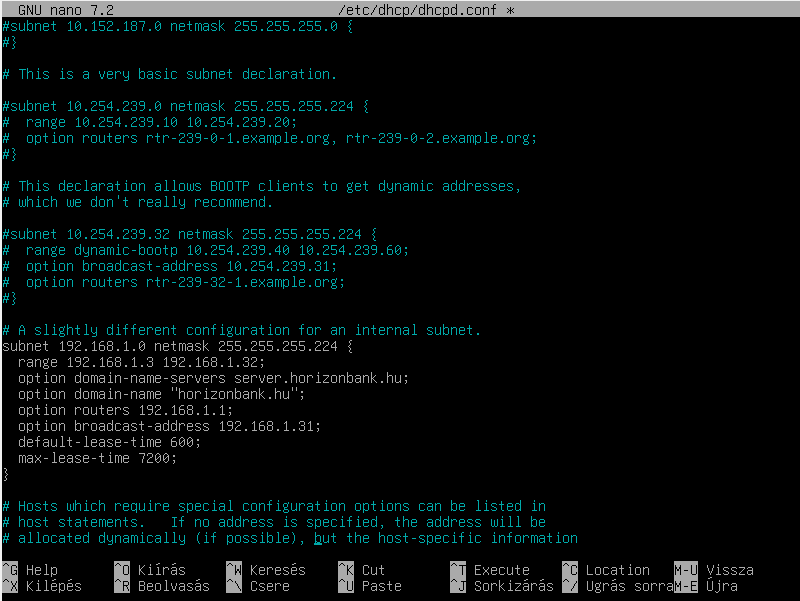 GNU nano 7.2 /etc/dhcp/dhcpd.conf *
#subnet 10.152.187.0 netmask 255.255.255.0 {
#}
# This is a very basic subnet declaration.
#subnet 10.254.239.0 netmask 255.255.255.224 {
#  range 10.254.239.10 10.254.239.20;
#  option routers rtr-239-0-1.example.org, rtr-239-0-2.example.org;
#}
# This declaration allows BOOTP clients to get dynamic addresses,
# which we don't really recommend.
#subnet 10.254.239.32 netmask 255.255.255.224 {
#  range dynamic-bootp 10.254.239.40 10.254.239.60;
#  option broadcast-address 10.254.239.31;
#  option routers rtr-239-32-1.example.org;
#}
# A slightly different configuration for an internal subnet.
subnet 192.168.1.0 netmask 255.255.255.224 {
  range 192.168.1.3 192.168.1.32;
  option domain-name-servers server.horizonbank.hu;
  option domain-name "horizonbank.hu";
  option routers 192.168.1.1;
  option broadcast-address 192.168.1.31;
  default-lease-time 600;
  max-lease-time 7200;
}
# Hosts which require special configuration options can be listed in
# host statements.   If no address is specified, the address will be
# allocated dynamically (if possible), but the host-specific information
^G Help ^O Kiírás ^W Keresés ^K Cut ^T Execute ^C Location M-U Vissza
^X Kilépés ^R Beolvasás ^\ Csere ^U Paste ^J Sorkizárás ^/ Ugrás sorra M-E Újra